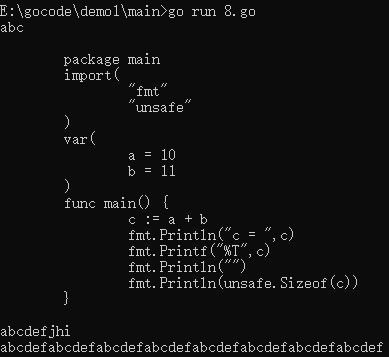 E:\gocode\demo1\main>go run 8.go
abc
package main
import(
"fmt"
"unsafe"
)
var(
a = 10
b = 11
)
func main() {
c := a + b
fmt.Println("c = ",c)
fmt.Printf("%T",c)
fmt.Println("")
fmt.Println(unsafe.Sizeof(c))
}
abcdefjhi
abcdefabcdefabcdefabcdefabcdefabcdefabcdefabcdef